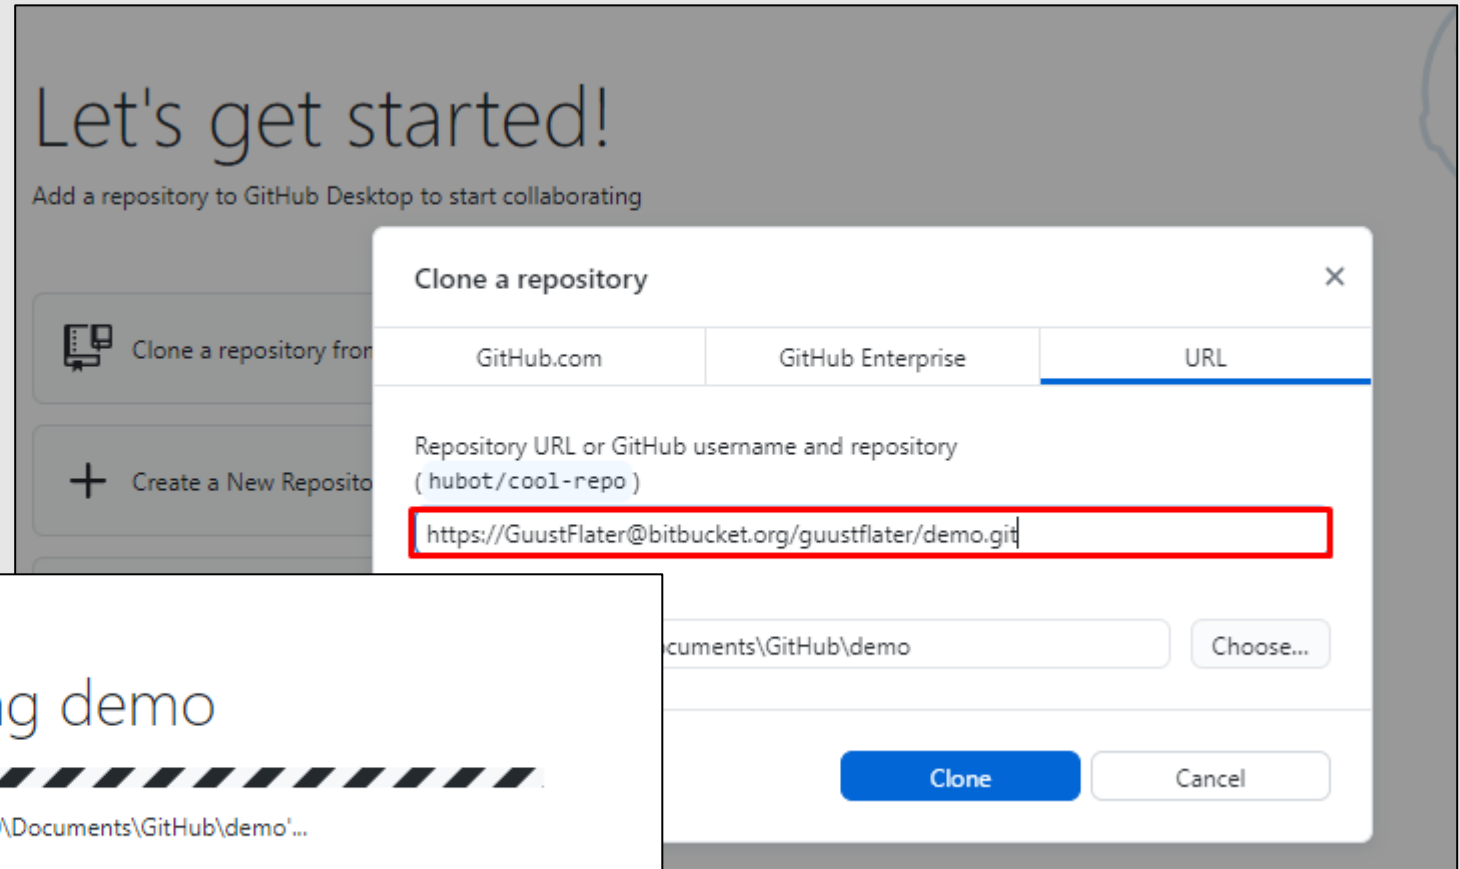 Let's get started!
Add a repository to GitHub Desktop to start collaborating
Clone a repository
Clone a repository from
GitHub.com
GitHub Enterprise
URL
Create a New Reposito
Repository URL or GitHub username and repository
(hubot/cool-repo)
https://GuustFlater@bitbucket.org/guustflater/demo.git
cuments\GitHub\demo
Choose...
g demo
Clone
Cancel
\Documents\GitHub\demo'...